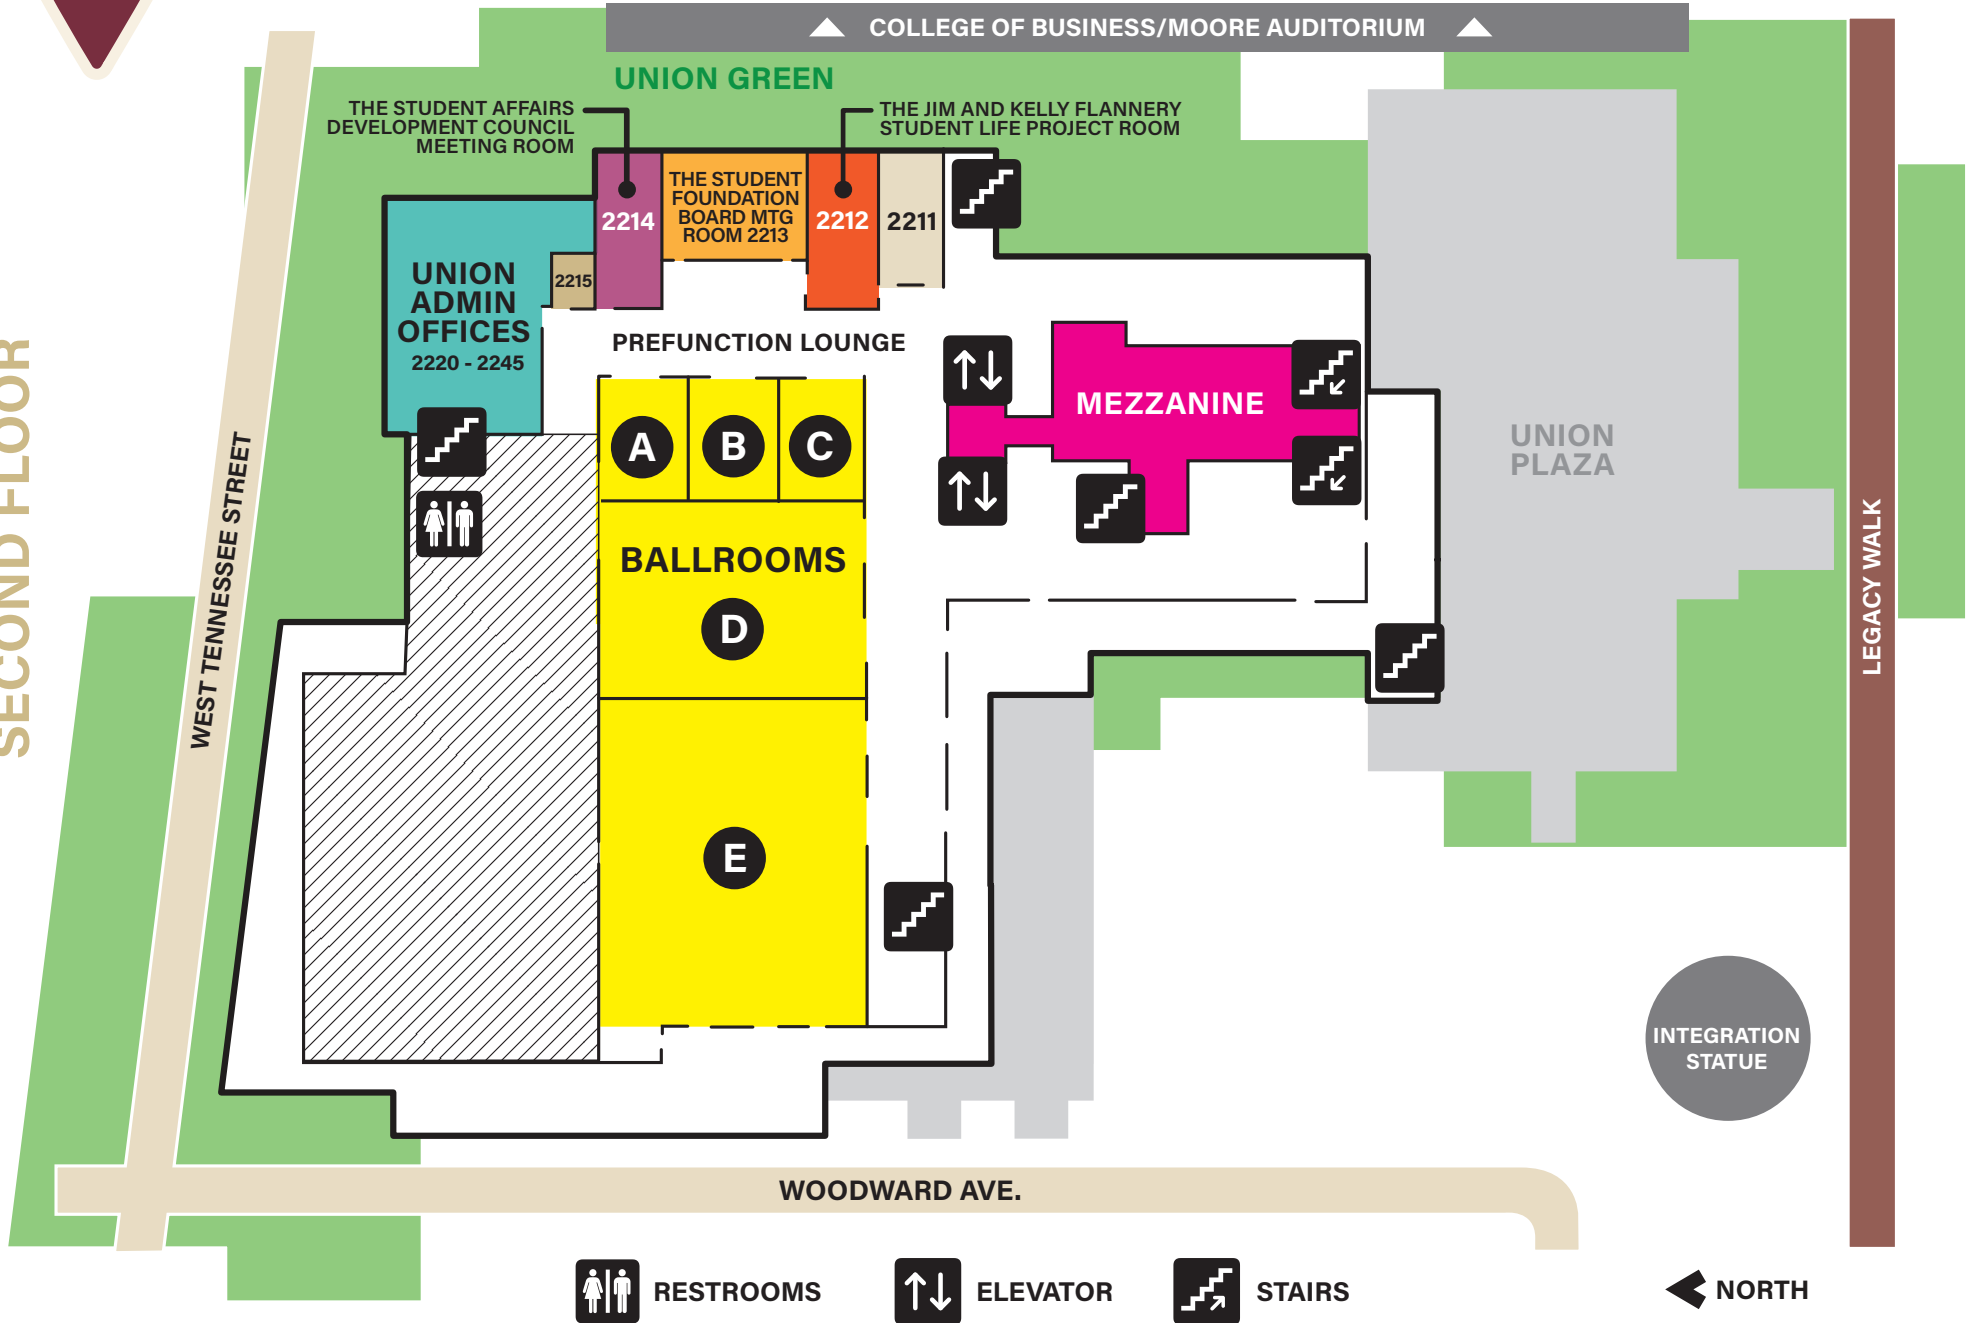 COLLEGE OF BUSINESS/MOORE AUDITORIUM
UNION GREEN
THE STUDENT AFFAIRS
DEVELOPMENT COUNCIL
MEETING ROOM
THE JIM AND KELLY FLANNERY
STUDENT LIFE PROJECT ROOM
2214
THE STUDENT
FOUNDATION
BOARD MTG
ROOM 2213
2212
2211
2215
UNION
ADMIN
OFFICES
2220 - 2245
PREFUNCTION LOUNGE
MEZZANINE
A
B
C
BALLROOMS
D
E
UNION
PLAZA
SECOND FLOOR
WEST TENNESSEE STREET
LEGACY WALK
INTEGRATION
STATUE
WOODWARD AVE.
RESTROOMS
ELEVATOR
STAIRS
NORTH